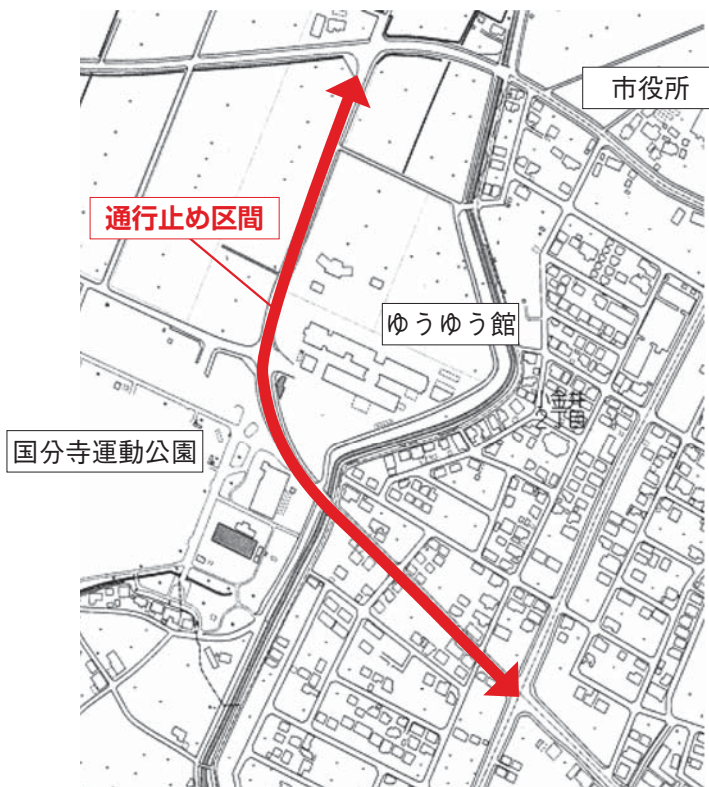 市役所
通行止め区間
ゆうゆう館
小金井
2丁目
国分寺運動公園